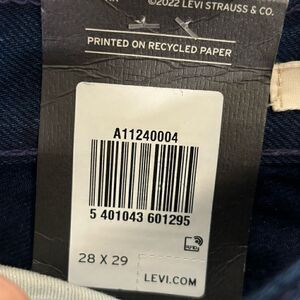 ©2022 LEVI STRAUSS & CO.
PRINTED ON RECYCLED PAPER
A11240004
5 401043 601295
28 X 29
LEVI.COM